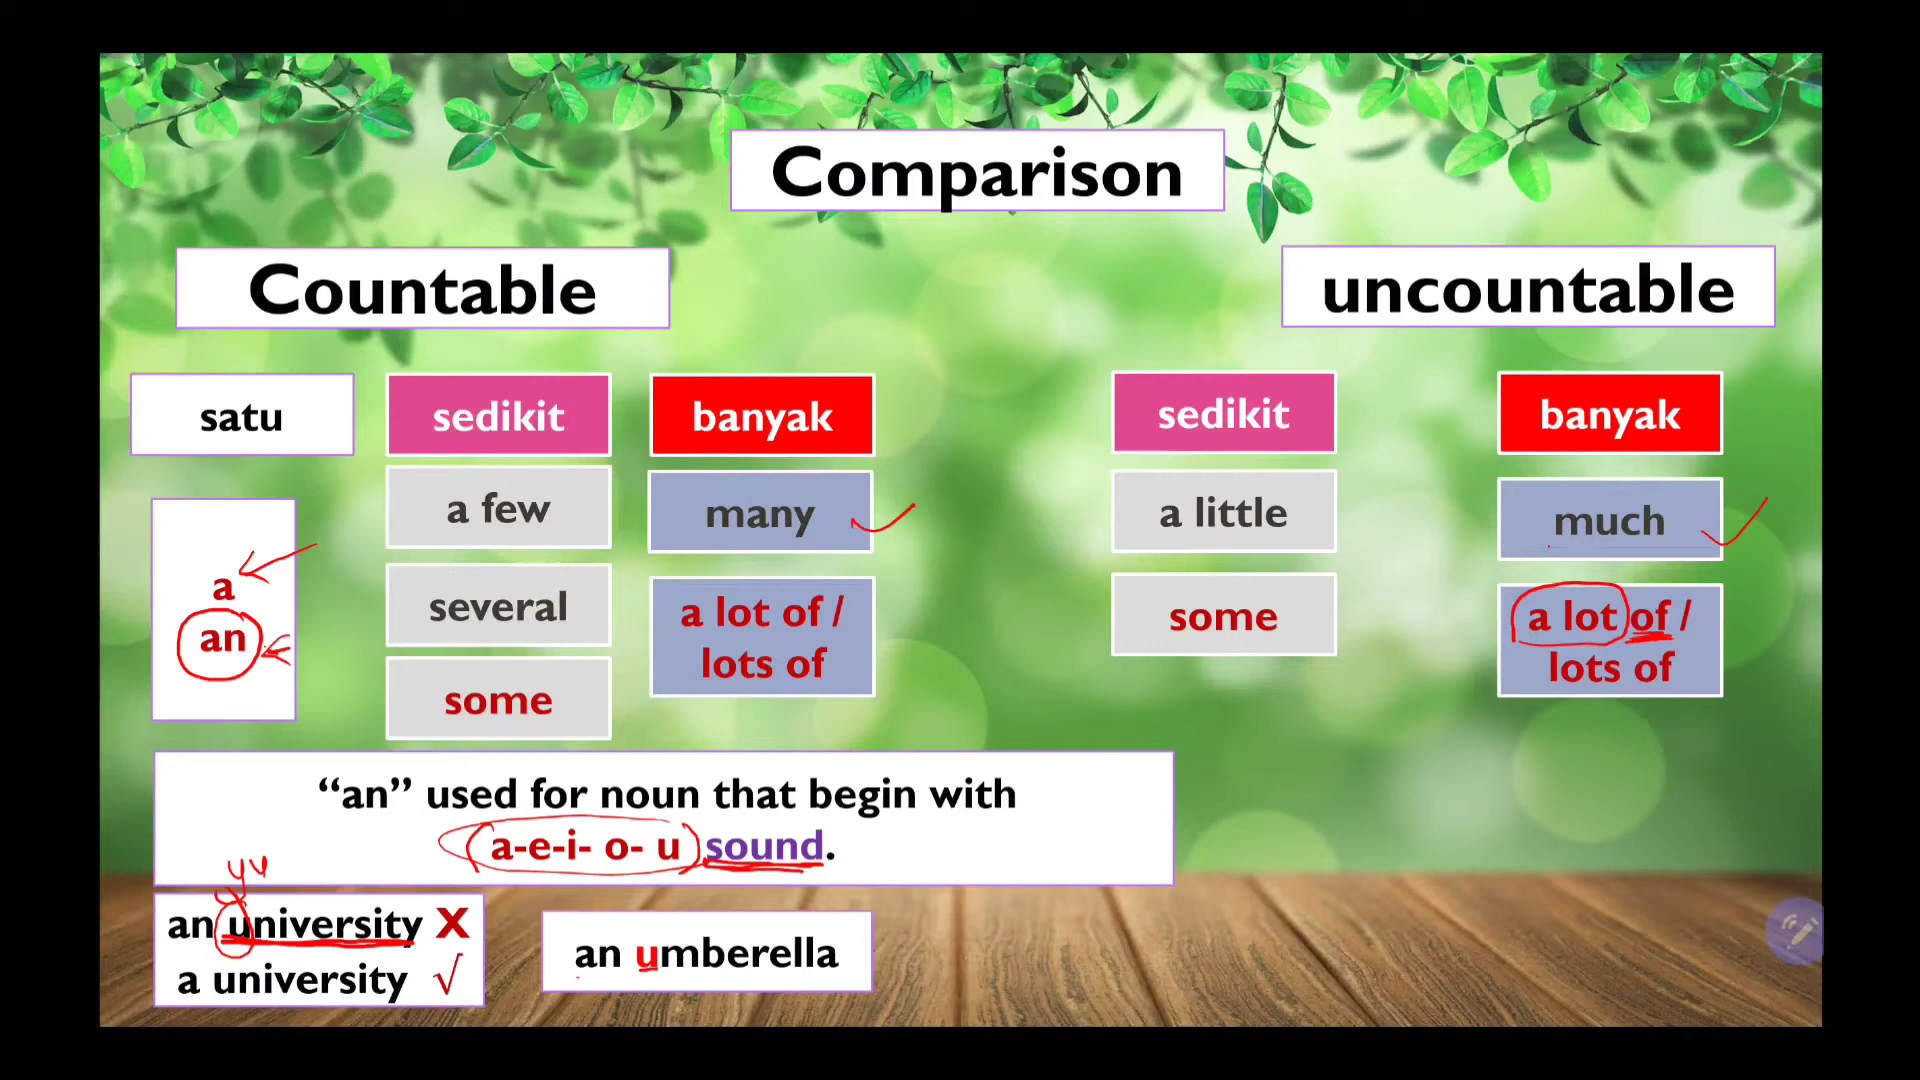 Comparison
Countable
uncountable
satu
sedikit
banyak
sedikit
banyak
a few
many
a little
much
a
an
several
a lot of /
lots of
some
a lot of /
lots of
some
“an” used for noun that begin with
a-e-i- o- u sound.
yu
an university X
a university √
an umberella